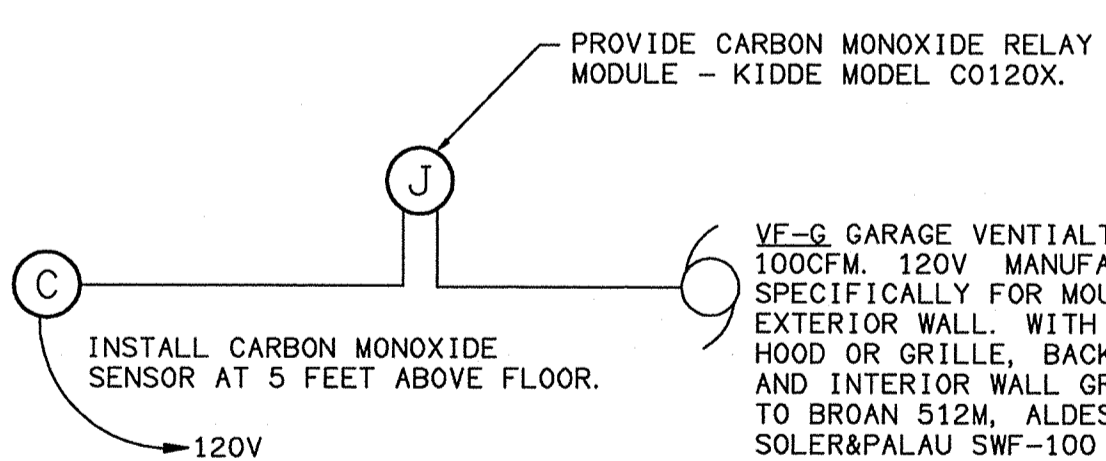 PROVIDE CARBON MONOXIDE RELAY
MODULE - KIDDE MODEL CO120X.
J
C
VF-G GARAGE VENTIALT
100CFM. 120V MANUFA
SPECIFICALLY FOR MOU
EXTERIOR WALL. WITH
HOOD OR GRILLE, BACK
AND INTERIOR WALL GR
TO BROAN 512M, ALDES
SOLER&PALAU SWF-100
INSTALL CARBON MONOXIDE
SENSOR AT 5 FEET ABOVE FLOOR.
120V